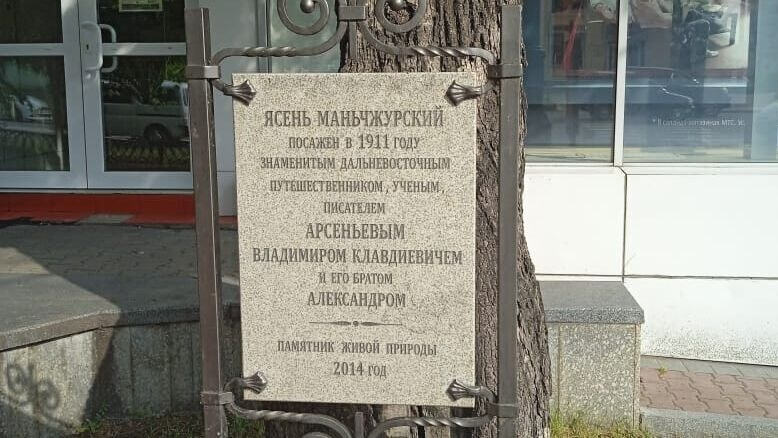 ЯСЕНЬ МАНЬЧЖУРСКИЙ
ПОСАЖЕН В 1911 ГОДУ
ЗНАМЕНИТЫМ ДАЛЬНЕВОСТОЧНЫМ
ПУТЕШЕСТВЕННИКОМ, УЧЕНЫМ,
ПИСАТЕЛЕМ
АРСЕНЬЕВЫМ
ВЛАДИМИРОМ КЛАВДИЕВИЧЕМ
И ЕГО БРАТОМ
АЛЕКСАНДРОМ
ПАМЯТНИК ЖИВОЙ ПРИРОДЫ
2014 ГОД